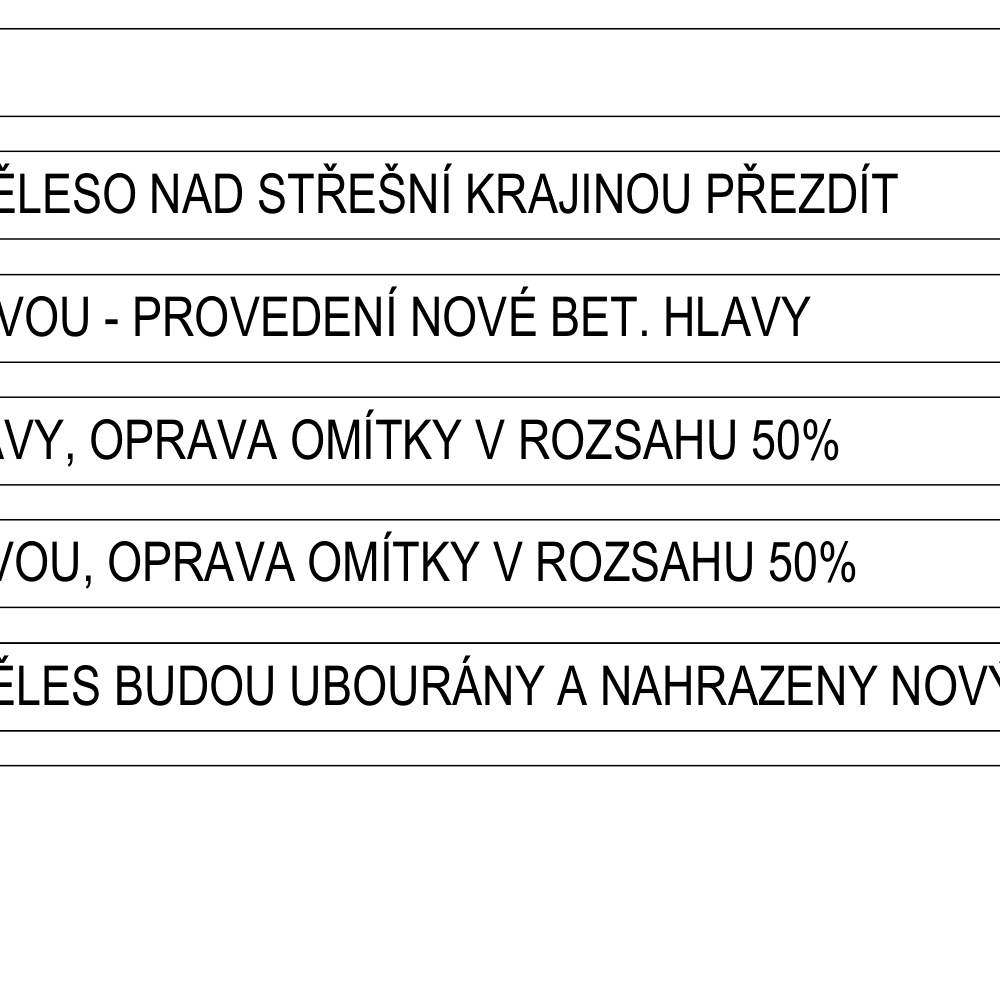 ĚLESO NAD STŘEŠNÍ KRAJINOU PŘEZDÍT
VOU - PROVEDENÍ NOVÉ BET. HLAVY
AVY, OPRAVA OMÍTKY V ROZSAHU 50%
VOU, OPRAVA OMÍTKY V ROZSAHU 50%
ĚLES BUDOU UBOURÁNY A NAHRAZENY NOVÝ